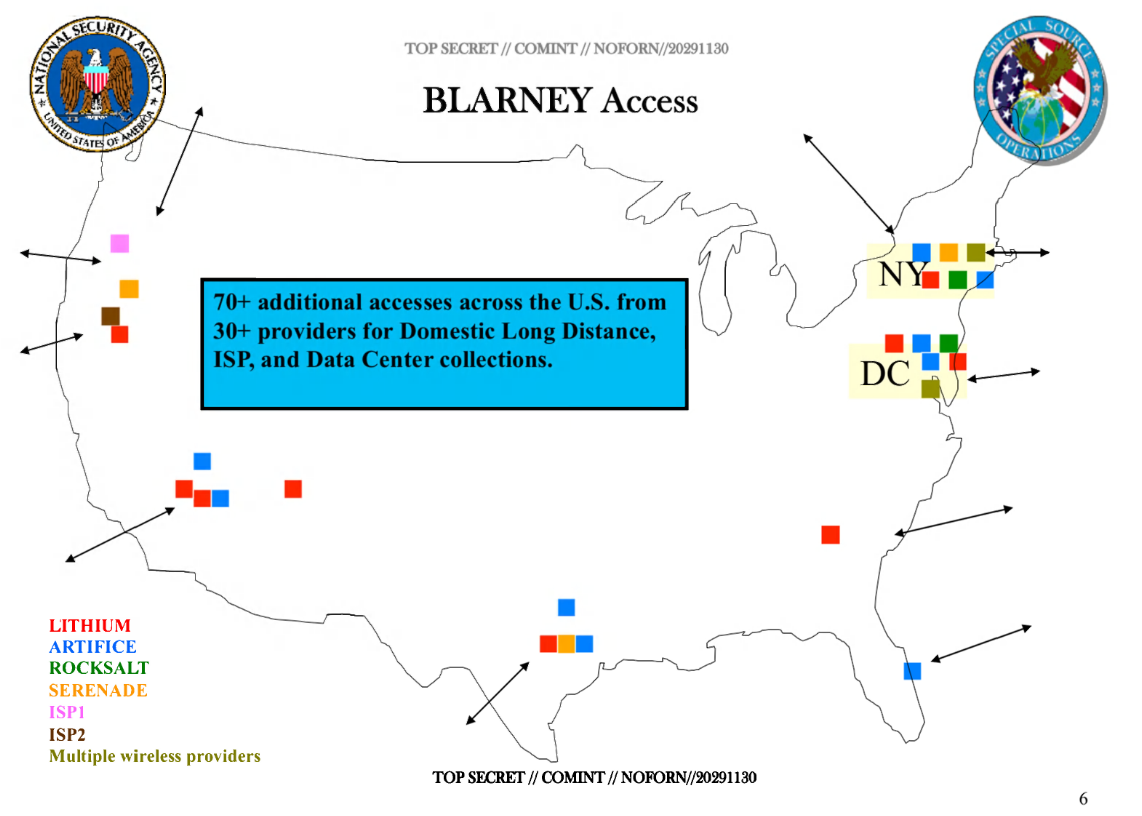 NATIONAL SECURITY AGENCY
UNITED STATES OF AMERICA
TOP SECRET // COMINT // NOFORN//20291130
SPECIAL SOURCE
OPERATIONS
BLARNEY Access
NY
70+ additional accesses across the U.S. from
30+ providers for Domestic Long Distance,
ISP, and Data Center collections.
DC
LITHIUM
ARTIFICE
ROCKSALT
SERENADE
ISP1
ISP2
Multiple wireless providers
TOP SECRET // COMINT // NOFORN//20291130
6